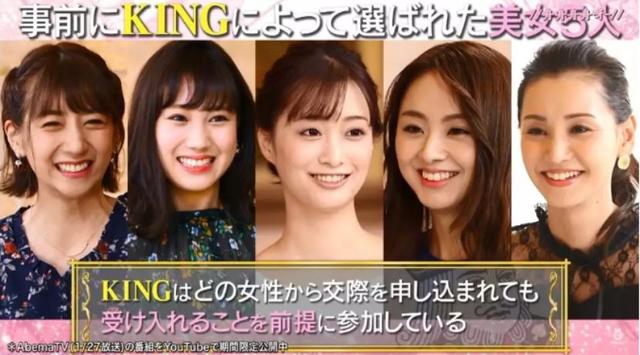 事前にKINGによって選ばれた美女5人
KINGはどの女性から交際を申し込まれても
受け入れることを前提に参加している
※AbemaTV(1/27放送)の番組をYouTubeで期間限定公開中